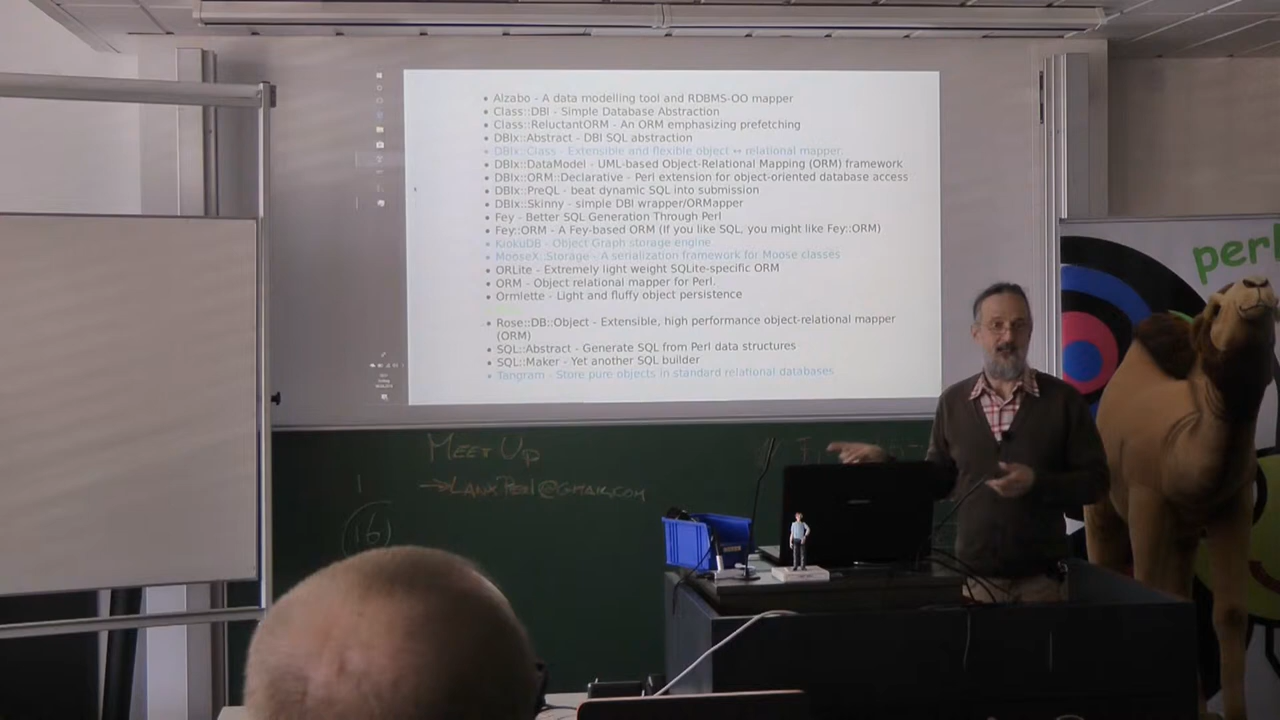 • Alzabo - A data modelling tool and RDBMS-OO mapper
• Class::DBI - Simple Database Abstraction
• Class::ReluctantORM - An ORM emphasizing prefetching
• DBIx::Abstract - DBI SQL abstraction
• DBIx::Class - Extensible and flexible object ↔ relational mapper.
• DBIx::DataModel - UML-based Object-Relational Mapping (ORM) framework
• DBIx::ORM::Declarative - Perl extension for object-oriented database access
• DBIx::PreQL - beat dynamic SQL into submission
• DBIx::Skinny - simple DBI wrapper/ORMapper
• Fey - Better SQL Generation Through Perl
• Fey::ORM - A Fey-based ORM (If you like SQL, you might like Fey::ORM)
• KiokuDB - Object Graph storage engine
• MooseX::Storage - A serialization framework for Moose classes
• ORLite - Extremely light weight SQLite-specific ORM
• ORM - Object relational mapper for Perl.
• Ormlette - Light and fluffy object persistence
• Rose::DB::Object - Extensible, high performance object-relational mapper
(ORM)
• SQL::Abstract - Generate SQL from Perl data structures
• SQL::Maker - Yet another SQL builder
• Tangram - Store pure objects in standard relational databases
perl
MEET UP
1 → LANXPERL@GMAIL.COM
16